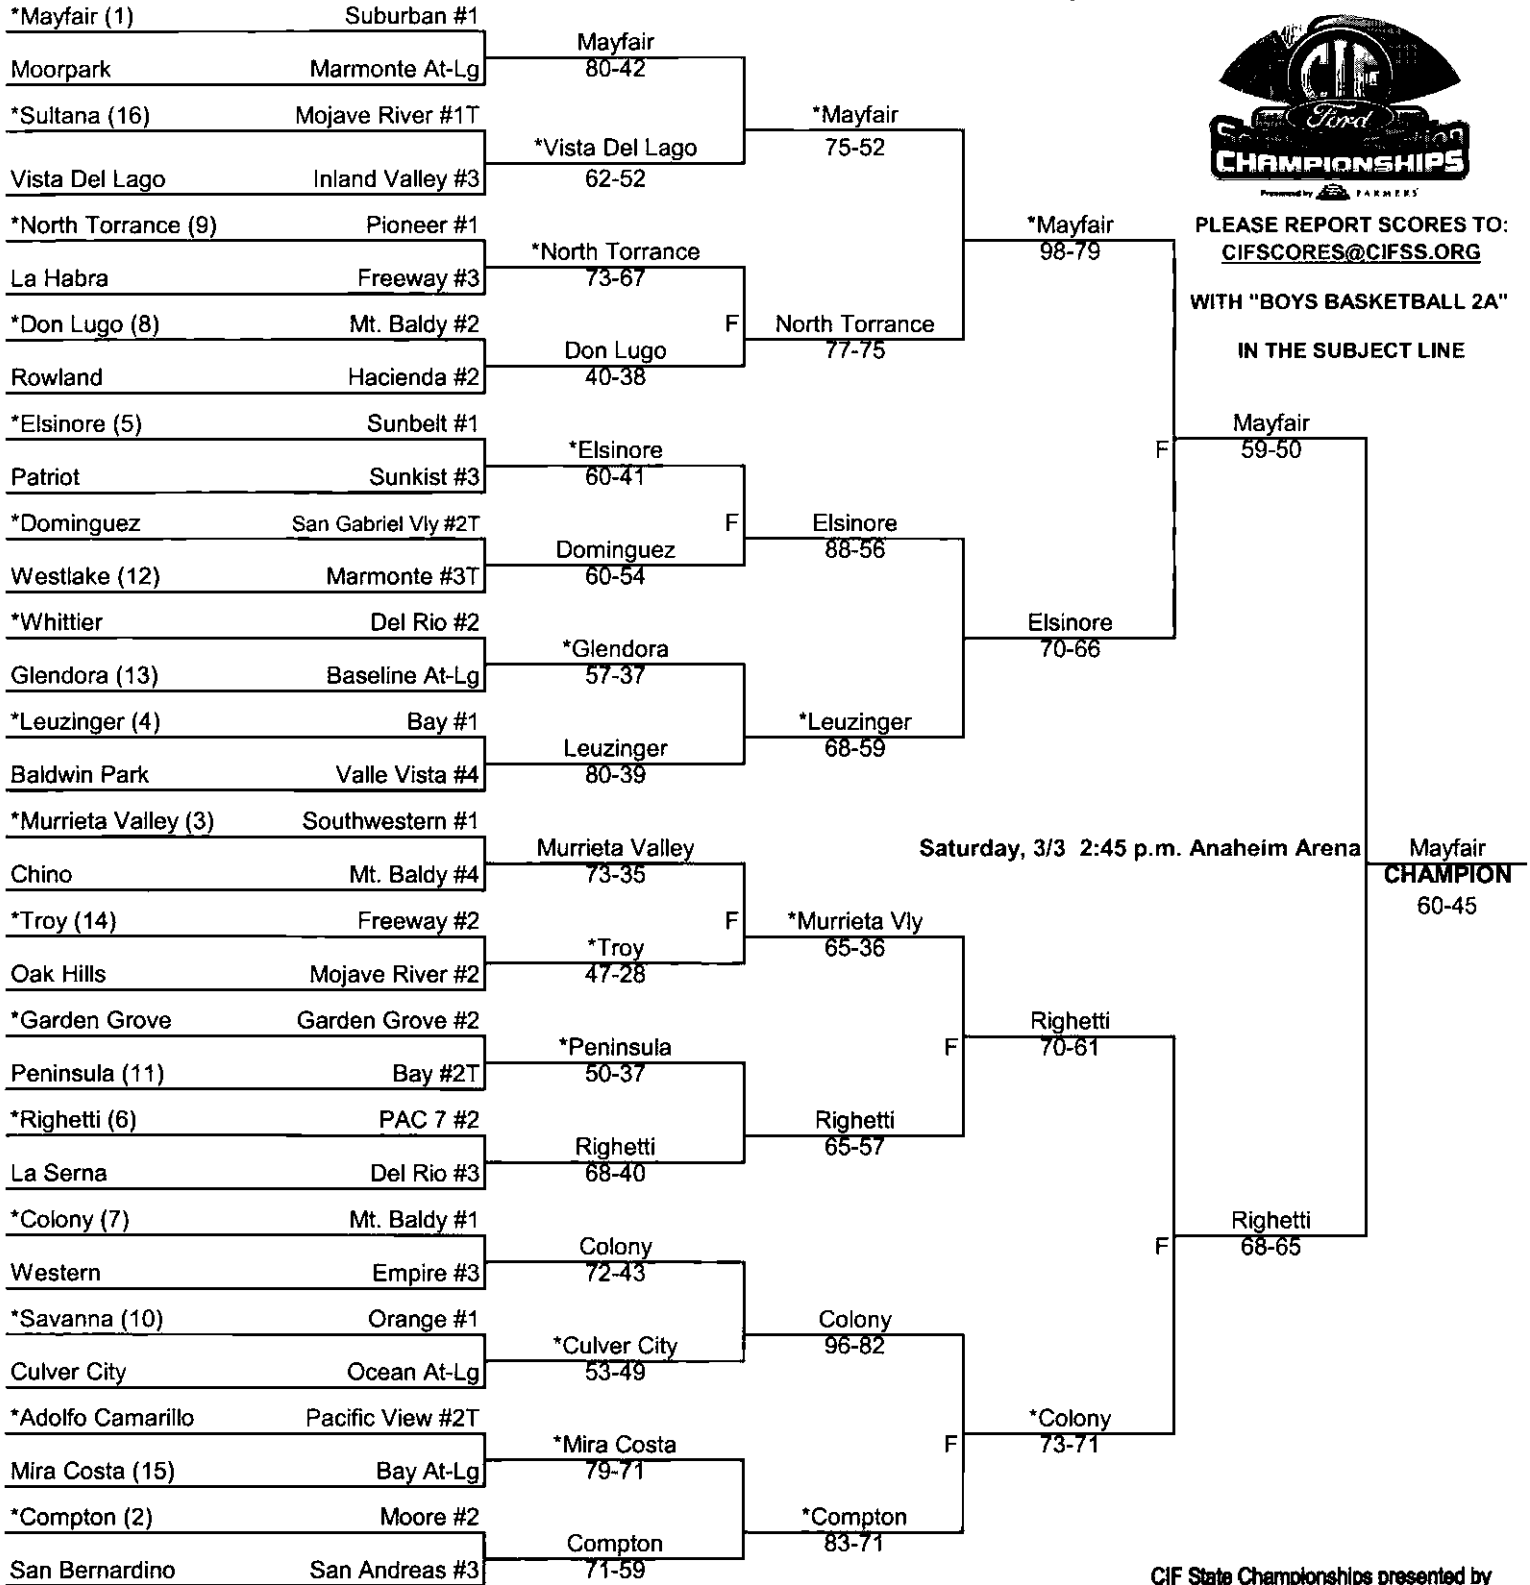 *Mayfair (1) Suburban #1
Moorpark Marmonte At-Lg
*Sultana (16) Mojave River #1T
Vista Del Lago Inland Valley #3
*North Torrance (9) Pioneer #1
La Habra Freeway #3
*Don Lugo (8) Mt. Baldy #2
Rowland Hacienda #2
*Elsinore (5) Sunbelt #1
Patriot Sunkist #3
*Dominguez San Gabriel Vly #2T
Westlake (12) Marmonte #3T
*Whittier Del Rio #2
Glendora (13) Baseline At-Lg
*Leuzinger (4) Bay #1
Baldwin Park Valle Vista #4
*Murrieta Valley (3) Southwestern #1
Chino Mt. Baldy #4
*Troy (14) Freeway #2
Oak Hills Mojave River #2
*Garden Grove Garden Grove #2
Peninsula (11) Bay #2T
*Righetti (6) PAC 7 #2
La Serna Del Rio #3
*Colony (7) Mt. Baldy #1
Western Empire #3
*Savanna (10) Orange #1
Culver City Ocean At-Lg
*Adolfo Camarillo Pacific View #2T
Mira Costa (15) Bay At-Lg
*Compton (2) Moore #2
San Bernardino San Andreas #3
Mayfair
80-42
*Vista Del Lago
62-52
*North Torrance
73-67
F
Don Lugo
40-38
*Elsinore
60-41
F
Dominguez
60-54
*Glendora
57-37
Leuzinger
80-39
Murrieta Valley
73-35
F
*Troy
47-28
*Peninsula
50-37
Righetti
68-40
Colony
72-43
*Culver City
53-49
*Mira Costa
79-71
Compton
71-59
*Mayfair
75-52
North Torrance
77-75
Elsinore
88-56
*Leuzinger
68-59
*Murrieta Vly
65-36
F
Righetti
65-57
Colony
96-82
F
*Compton
83-71
*Mayfair
98-79
F
Elsinore
70-66
Righetti
70-61
F
*Colony
73-71
Mayfair
59-50
Righetti
68-65
Saturday, 3/3 2:45 p.m. Anaheim Arena
Mayfair
CHAMPION
60-45
CIF
Ford
CHAMPIONSHIPS
Presented by FARMERS
PLEASE REPORT SCORES TO:
CIFSCORES@CIFSS.ORG
WITH "BOYS BASKETBALL 2A"
IN THE SUBJECT LINE
CIF State Championships presented by